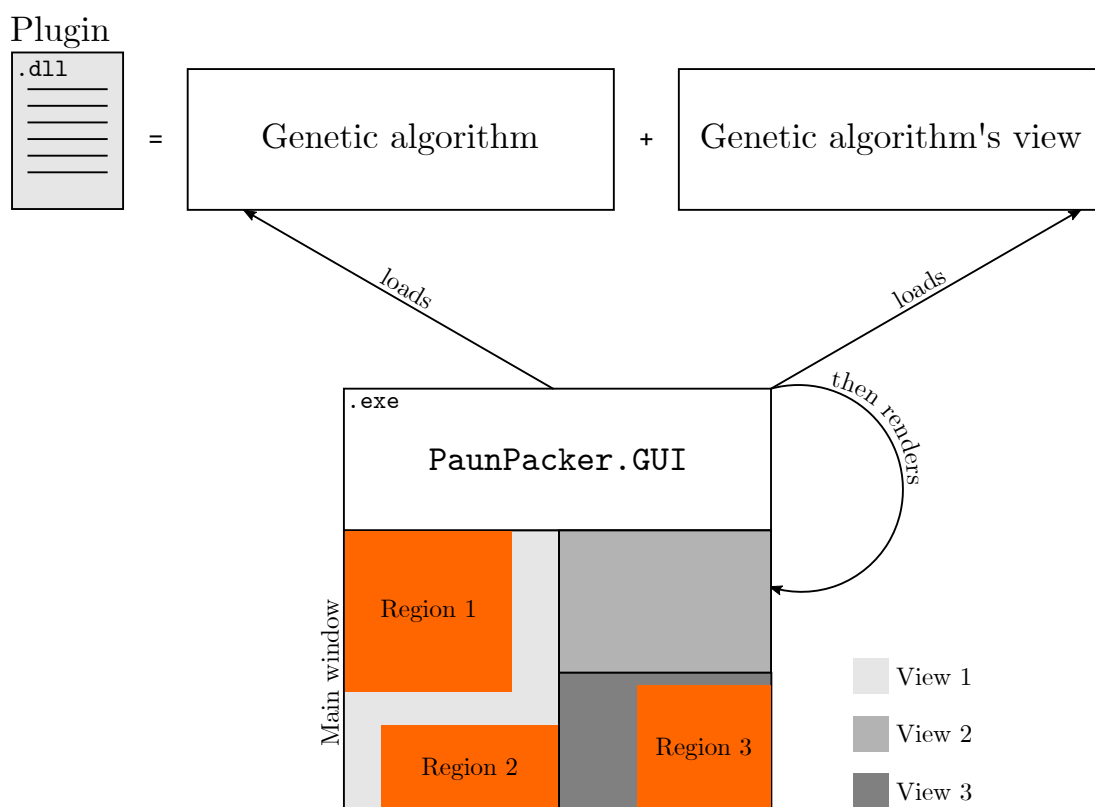 Plugin
.dll
=
Genetic algorithm
+
Genetic algorithm's view
loads
loads
then renders
.exe
PaunPacker.GUI
Main window
Region 1
Region 2
Region 3
View 1
View 2
View 3